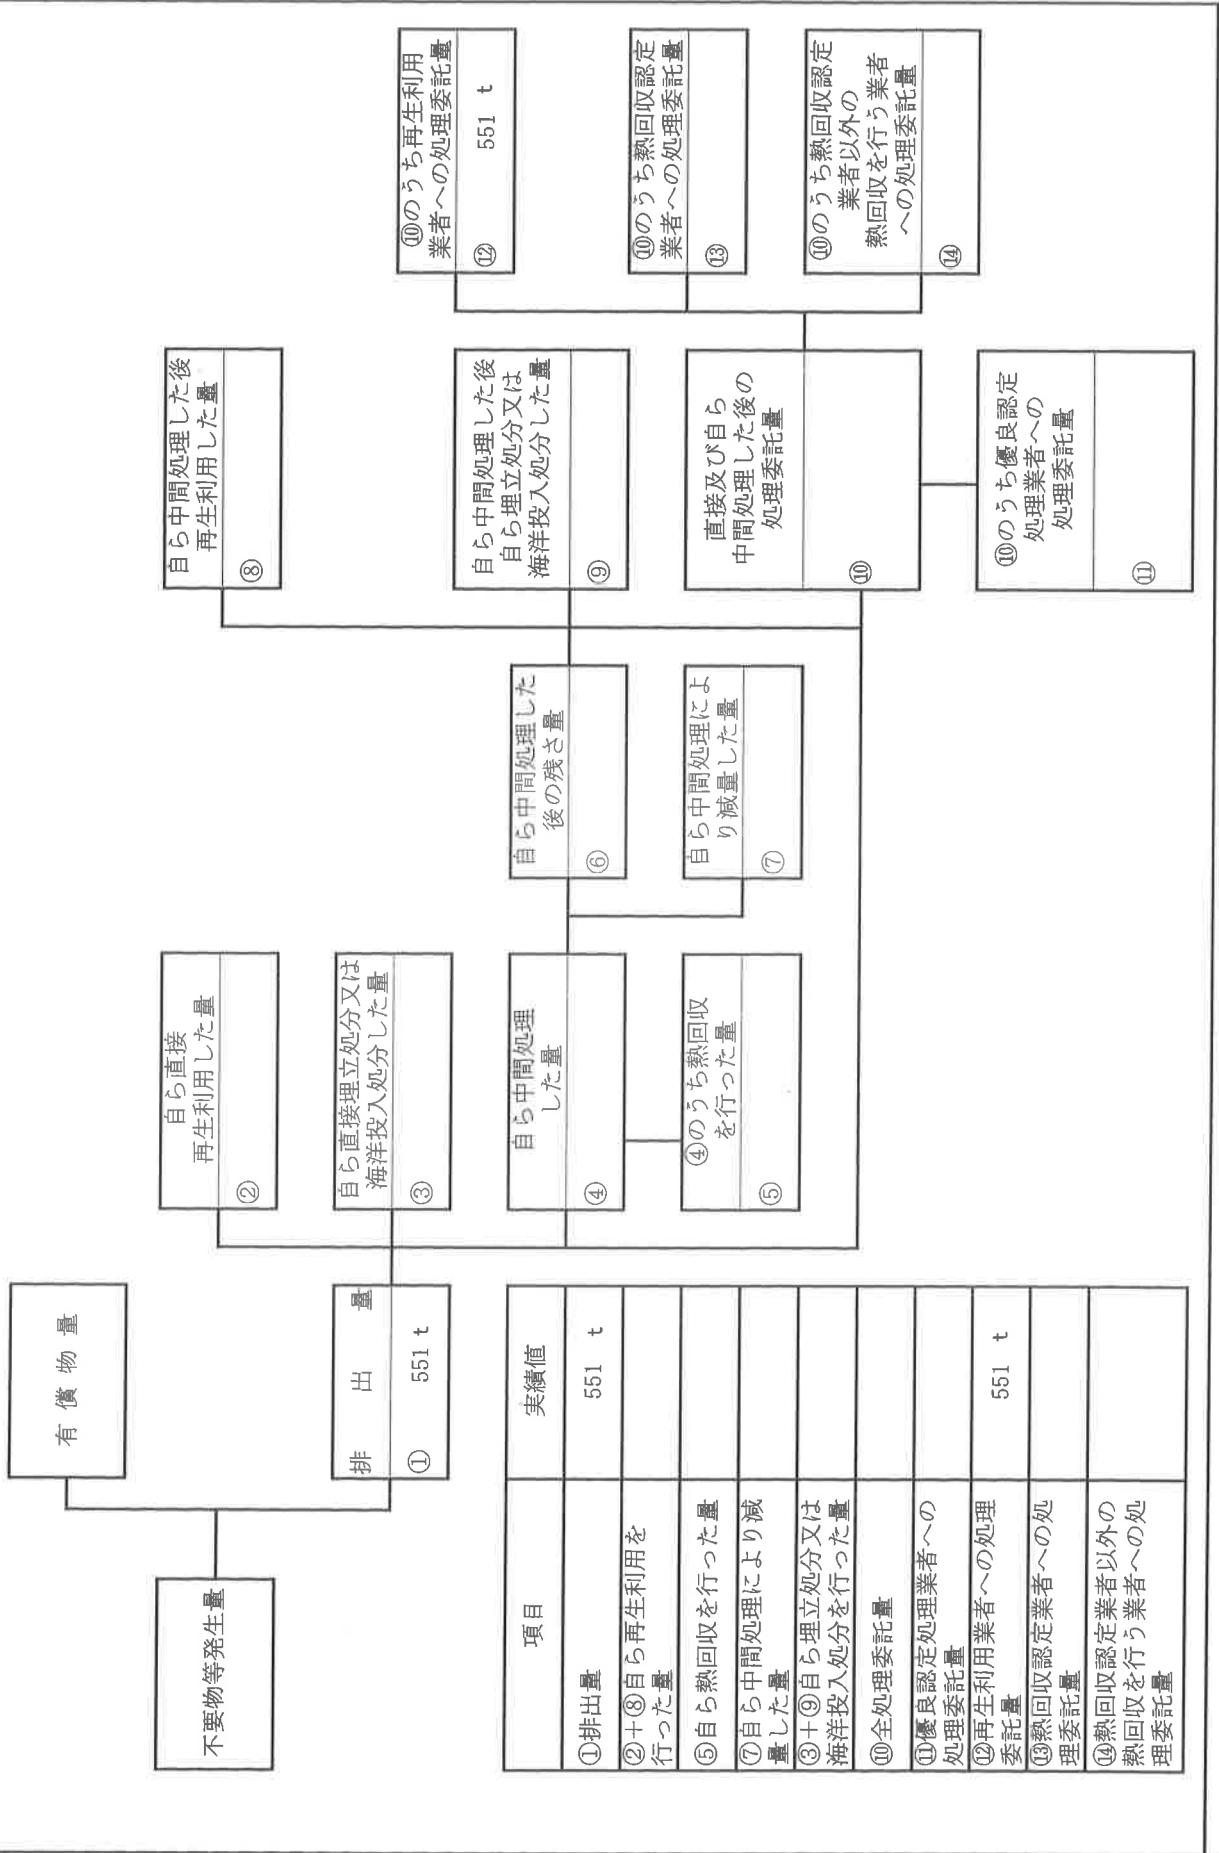 不要物等発生量
有償物量
排出量
① 551 t
自ら直接
再生利用した量
②
自ら直接埋立処分又は
海洋投入処分した量
③
自ら中間処理
した量
④
④のうち熱回収
を行った量
⑤
自ら中間処理した
後の残さ量
⑥
自ら中間処理によ
り減量した量
⑦
自ら中間処理した後
再生利用した量
⑧
自ら中間処理した後
自ら埋立処分又は
海洋投入処分した量
⑨
直接及び自ら
中間処理した後の
処理委託量
⑩
⑩のうち優良認定
処理業者への
処理委託量
⑪
⑩のうち再生利用
業者への処理委託量
⑫ 551 t
⑩のうち熱回収認定
業者への処理委託量
⑬
⑩のうち熱回収認定
業者以外の
熱回収を行う業者
への処理委託量
⑭
項目 実績値
①排出量 551 t
②+⑧自ら再生利用を
行った量
⑤自ら熱回収を行った量
⑦自ら中間処理により減
量した量
③+⑨自ら埋立処分又は
海洋投入処分を行った量
⑩全処理委託量
⑪優良認定処理業者への
処理委託量
⑫再生利用業者への処理
委託量 551 t
⑬熱回収認定業者への処
理委託量
⑭熱回収認定業者以外の
熱回収を行う業者への処
理委託量